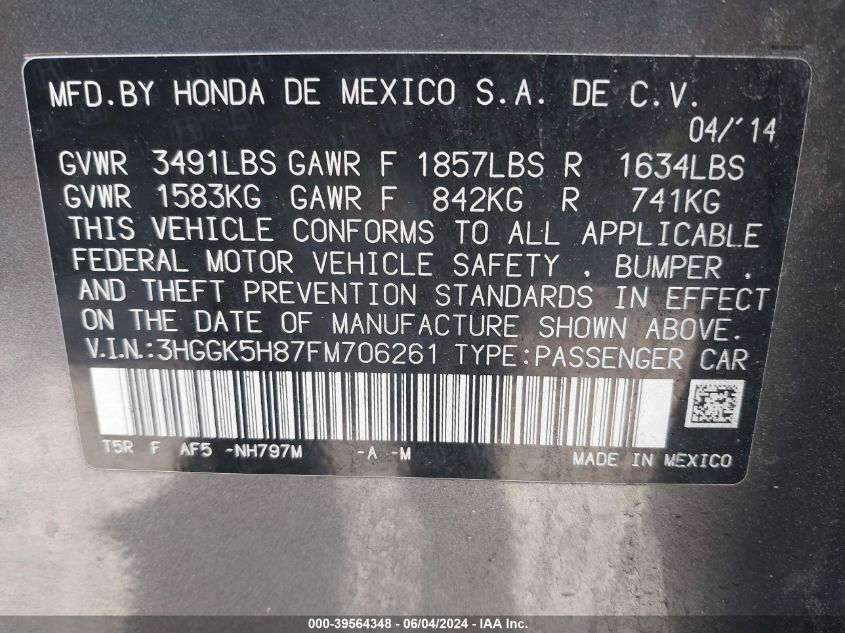 MFD.BY HONDA DE MEXICO S.A. DE C.V.
04/'14
GVWR 3491LBS GAWR F 1857LBS R 1634LBS
GVWR 1583KG GAWR F 842KG R 741KG
THIS VEHICLE CONFORMS TO ALL APPLICABLE
FEDERAL MOTOR VEHICLE SAFETY , BUMPER ,
AND THEFT PREVENTION STANDARDS IN EFFECT
ON THE DATE OF MANUFACTURE SHOWN ABOVE.
V.I.N.:3HGGK5H87FM706261 TYPE:PASSENGER CAR
T5R F AF5 -NH797M -A -M
MADE IN MEXICO
000-39564348 - 06/04/2024 - IAA Inc.